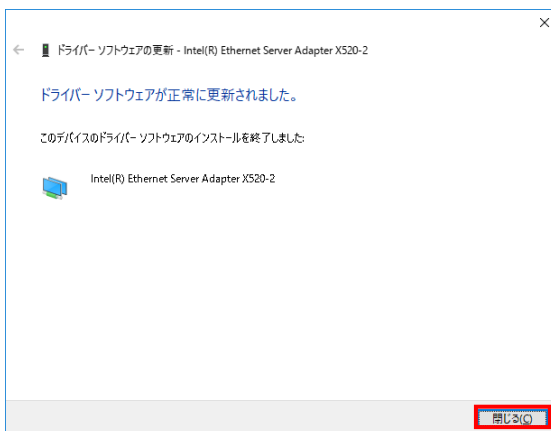 ドライバー ソフトウェアの更新 - Intel(R) Ethernet Server Adapter X520-2
ドライバー ソフトウェアが正常に更新されました。
このデバイスのドライバー ソフトウェアのインストールを終了しました:
Intel(R) Ethernet Server Adapter X520-2
閉じる(C)